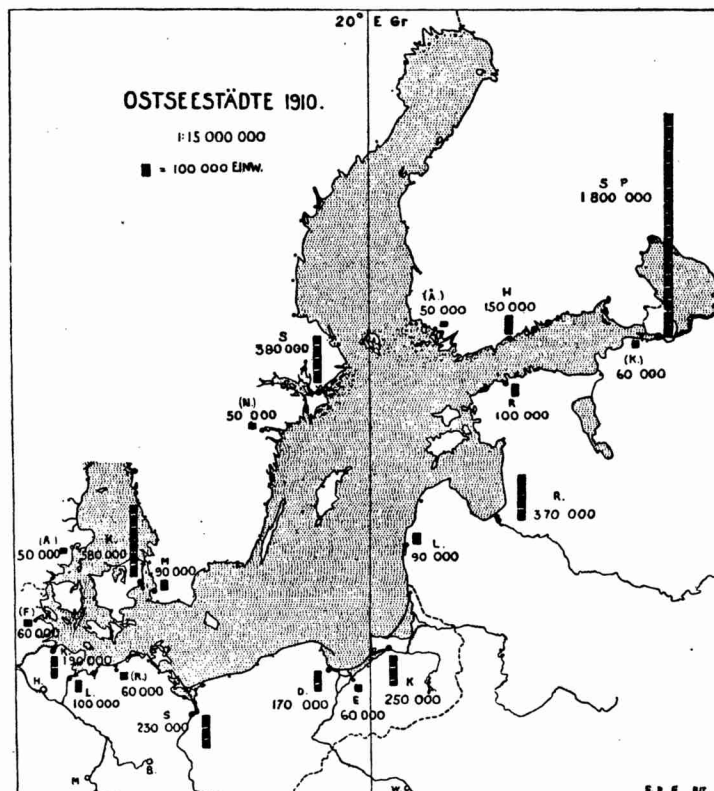 20° E Gr
OSTSEESTÄDTE 1910.
1:15 000 000
= 100 000 EINW.
S P
1 800 000
(Å.)
50 000
H
150 000
S
380 000
(K.)
60 000
(N.)
50 000
R
100 000
R.
370 000
(A.)
50 000
K.
580 000
M
90 000
L.
90 000
(F.)
60 000
K
190 000
H.
L.
100 000
(R.)
60 000
S
230 000
D.
170 000
E
60 000
K
250 000
M
B.
W